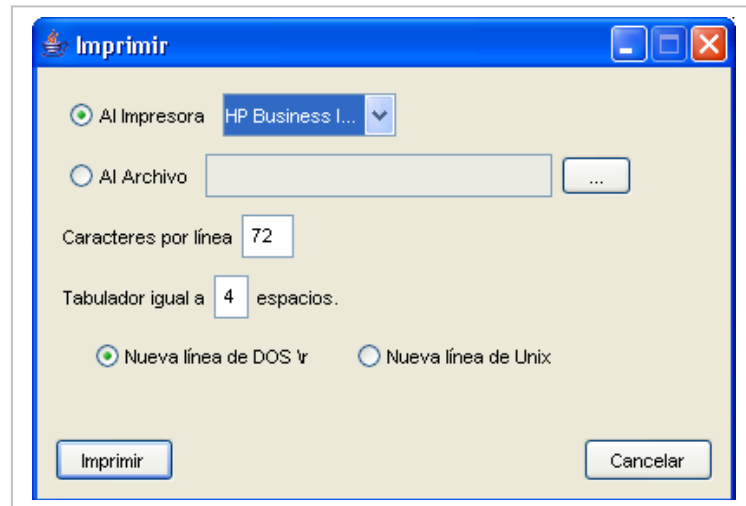 Imprimir
Al Impresora HP Business I...
Al Archivo ...
Caracteres por línea 72
Tabulador igual a 4 espacios.
Nueva línea de DOS \r Nueva línea de Unix
Imprimir Cancelar